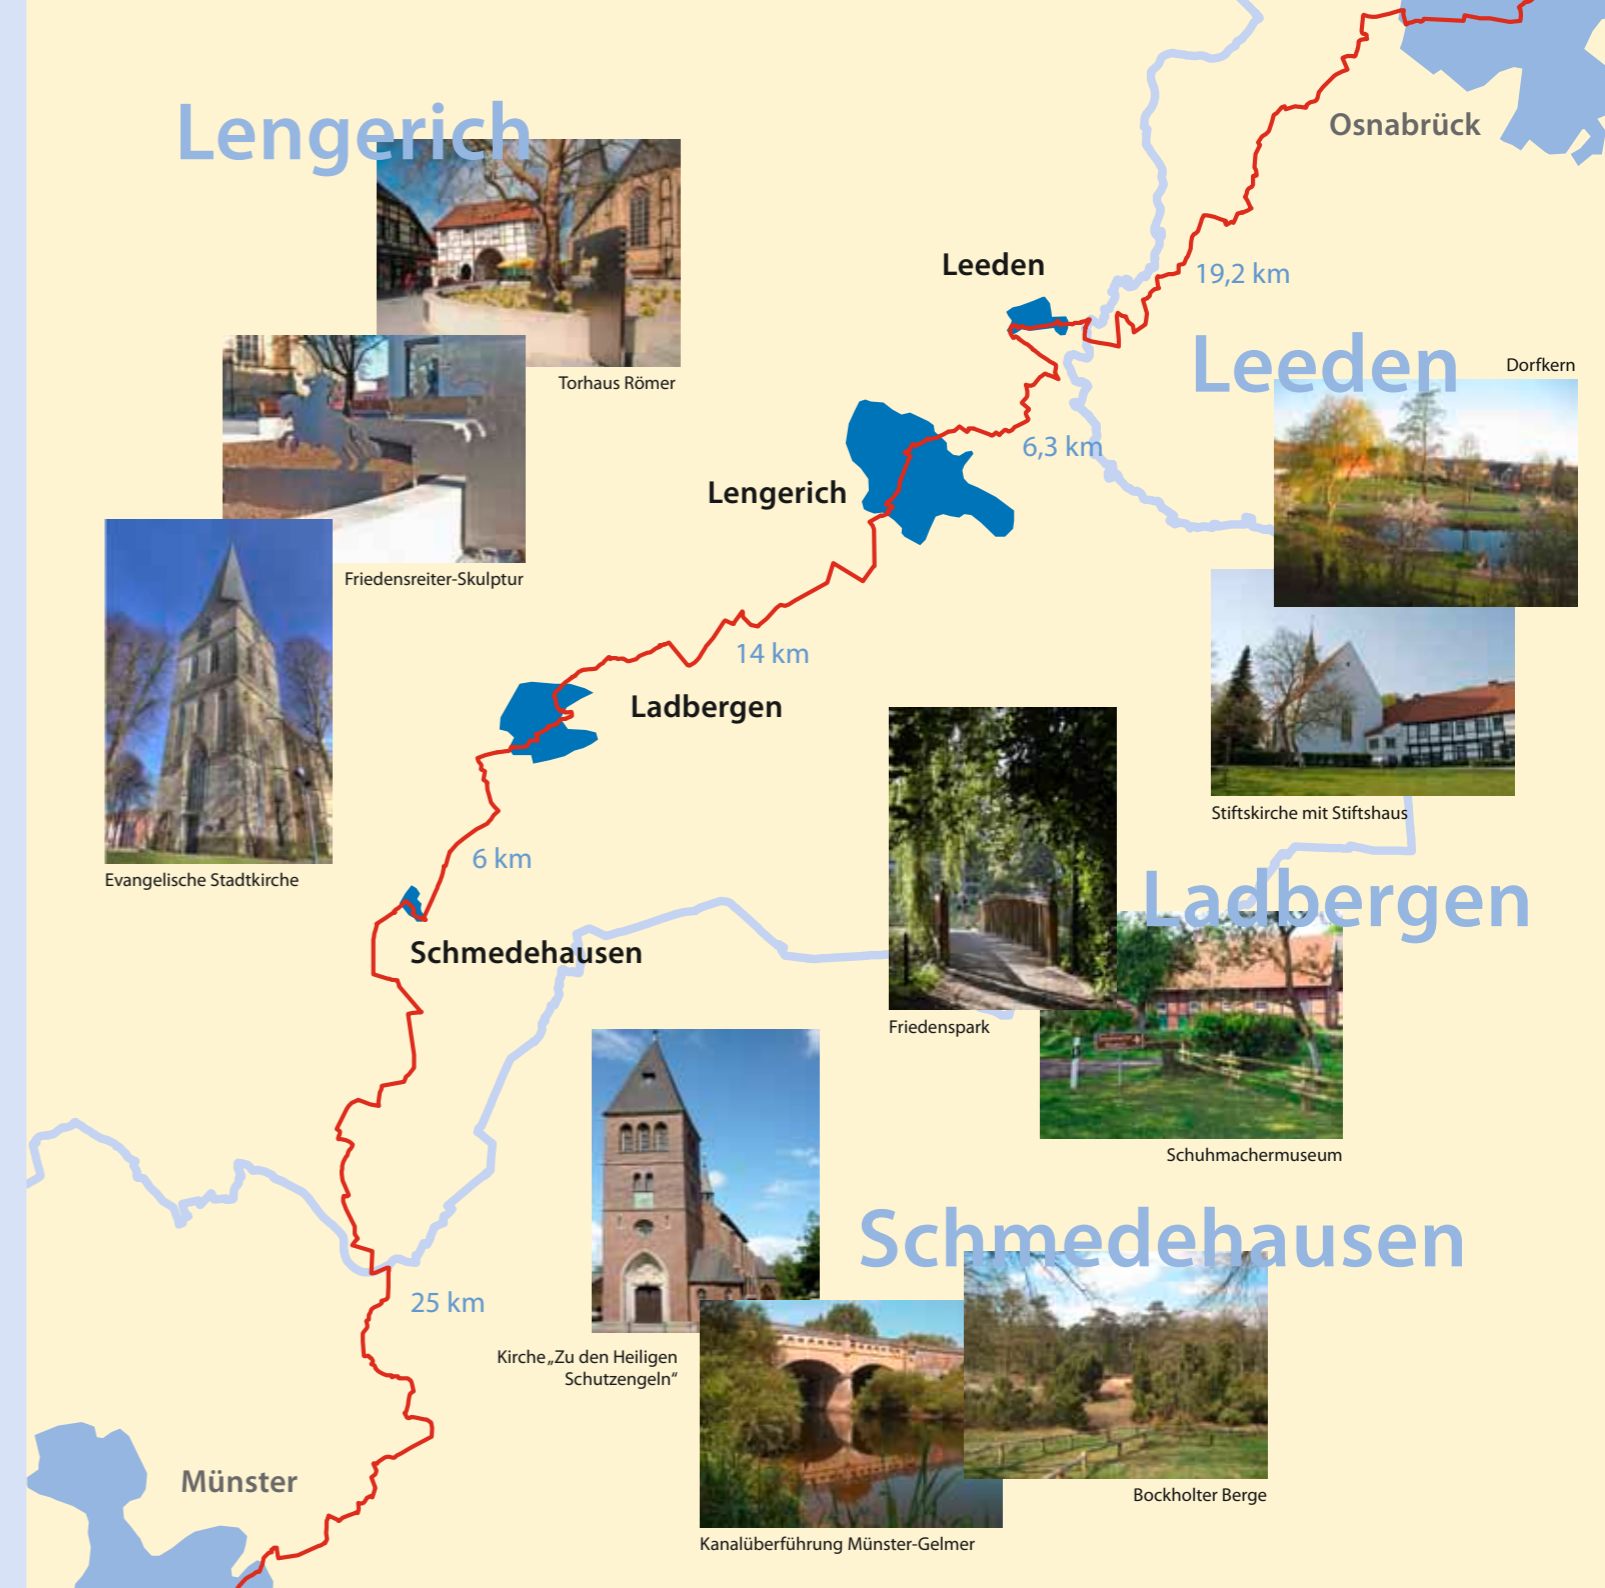 Lengerich
Osnabrück
Leeden
19,2 km
Leeden
Dorfkern
Torhaus Römer
6,3 km
Lengerich
Friedensreiter-Skulptur
14 km
Ladbergen
Stiftskirche mit Stiftshaus
6 km
Evangelische Stadtkirche
Ladbergen
Schmedehausen
Friedenspark
Schuhmachermuseum
Schmedehausen
25 km
Kirche „Zu den Heiligen
Schutzengeln“
Münster
Bockholter Berge
Kanalüberführung Münster-Gelmer